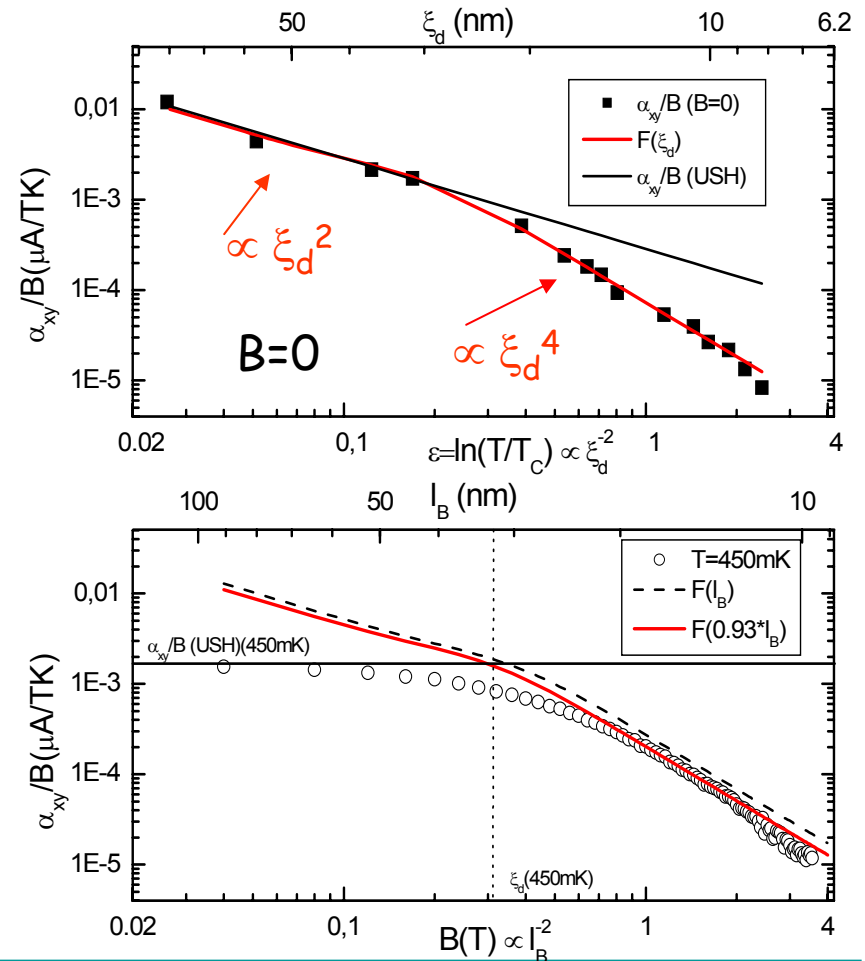 ξd (nm)
50 10 6.2
0,01
1E-3
1E-4
1E-5
αxy/B(μA/TK)
■ αxy/B (B=0)
F(ξd)
αxy/B (USH)
∝ ξd²
∝ ξd⁴
B=0
0.02 0,1 1 4
ε=ln(T/TC) ∝ ξd⁻²
lB (nm)
100 50 10
0,01
1E-3
1E-4
1E-5
αxy/B(μA/TK)
○ T=450mK
F(lB)
F(0.93*lB)
αxy/B (USH)(450mK)
ξd(450mK)
0.02 0,1 1 4
B(T) ∝ lB⁻²